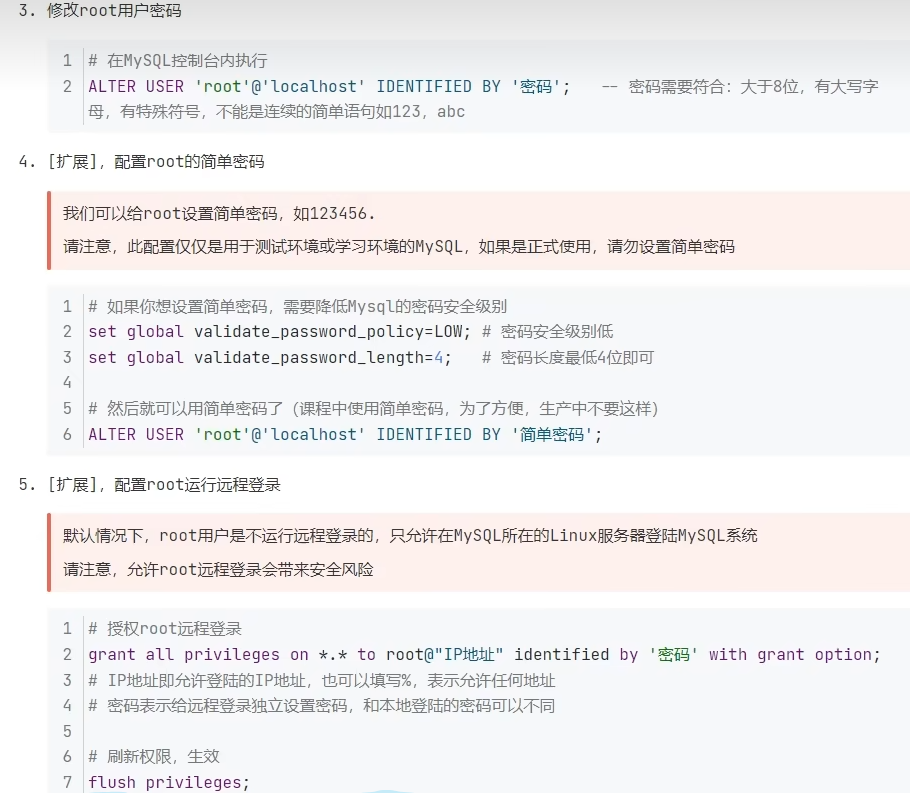 3. 修改root用户密码
1 # 在MySQL控制台内执行
2 ALTER USER 'root'@'localhost' IDENTIFIED BY '密码';   -- 密码需要符合：大于8位，有大写字
母，有特殊符号，不能是连续的简单语句如123，abc
4. [扩展]，配置root的简单密码
我们可以给root设置简单密码，如123456.
请注意，此配置仅仅是用于测试环境或学习环境的MySQL，如果是正式使用，请勿设置简单密码
1 # 如果你想设置简单密码，需要降低Mysql的密码安全级别
2 set global validate_password_policy=LOW; # 密码安全级别低
3 set global validate_password_length=4;   # 密码长度最低4位即可
4
5 # 然后就可以用简单密码了（课程中使用简单密码，为了方便，生产中不要这样）
6 ALTER USER 'root'@'localhost' IDENTIFIED BY '简单密码';
5. [扩展]，配置root运行远程登录
默认情况下，root用户是不运行远程登录的，只允许在MySQL所在的Linux服务器登陆MySQL系统
请注意，允许root远程登录会带来安全风险
1 # 授权root远程登录
2 grant all privileges on *.* to root@"IP地址" identified by '密码' with grant option;
3 # IP地址即允许登陆的IP地址，也可以填写%，表示允许任何地址
4 # 密码表示给远程登录独立设置密码，和本地登陆的密码可以不同
5
6 # 刷新权限，生效
7 flush privileges;